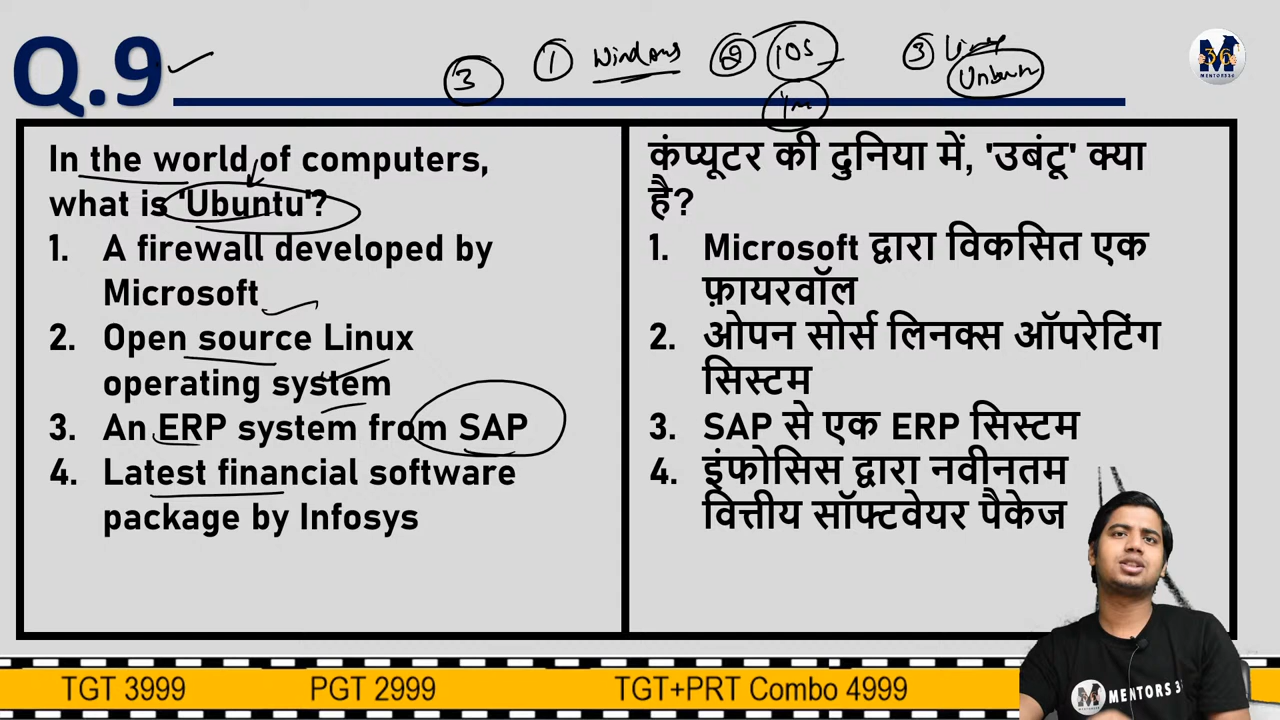 Q.9
3
1 Windows
2 iOS
3
M
36
MENTORS36
In the world of computers,
what is 'Ubuntu'?
1. A firewall developed by
Microsoft
2. Open source Linux
operating system
3. An ERP system from SAP
4. Latest financial software
package by Infosys
कंप्यूटर की दुनिया में, 'उबंटू' क्या
है?
1. Microsoft द्वारा विकसित एक
फ़ायरवॉल
2. ओपन सोर्स लिनक्स ऑपरेटिंग
सिस्टम
3. SAP से एक ERP सिस्टम
4. इंफोसिस द्वारा नवीनतम
वित्तीय सॉफ्टवेयर पैकेज
M MENTORS 3
TGT 3999 PGT 2999 TGT+PRT Combo 4999